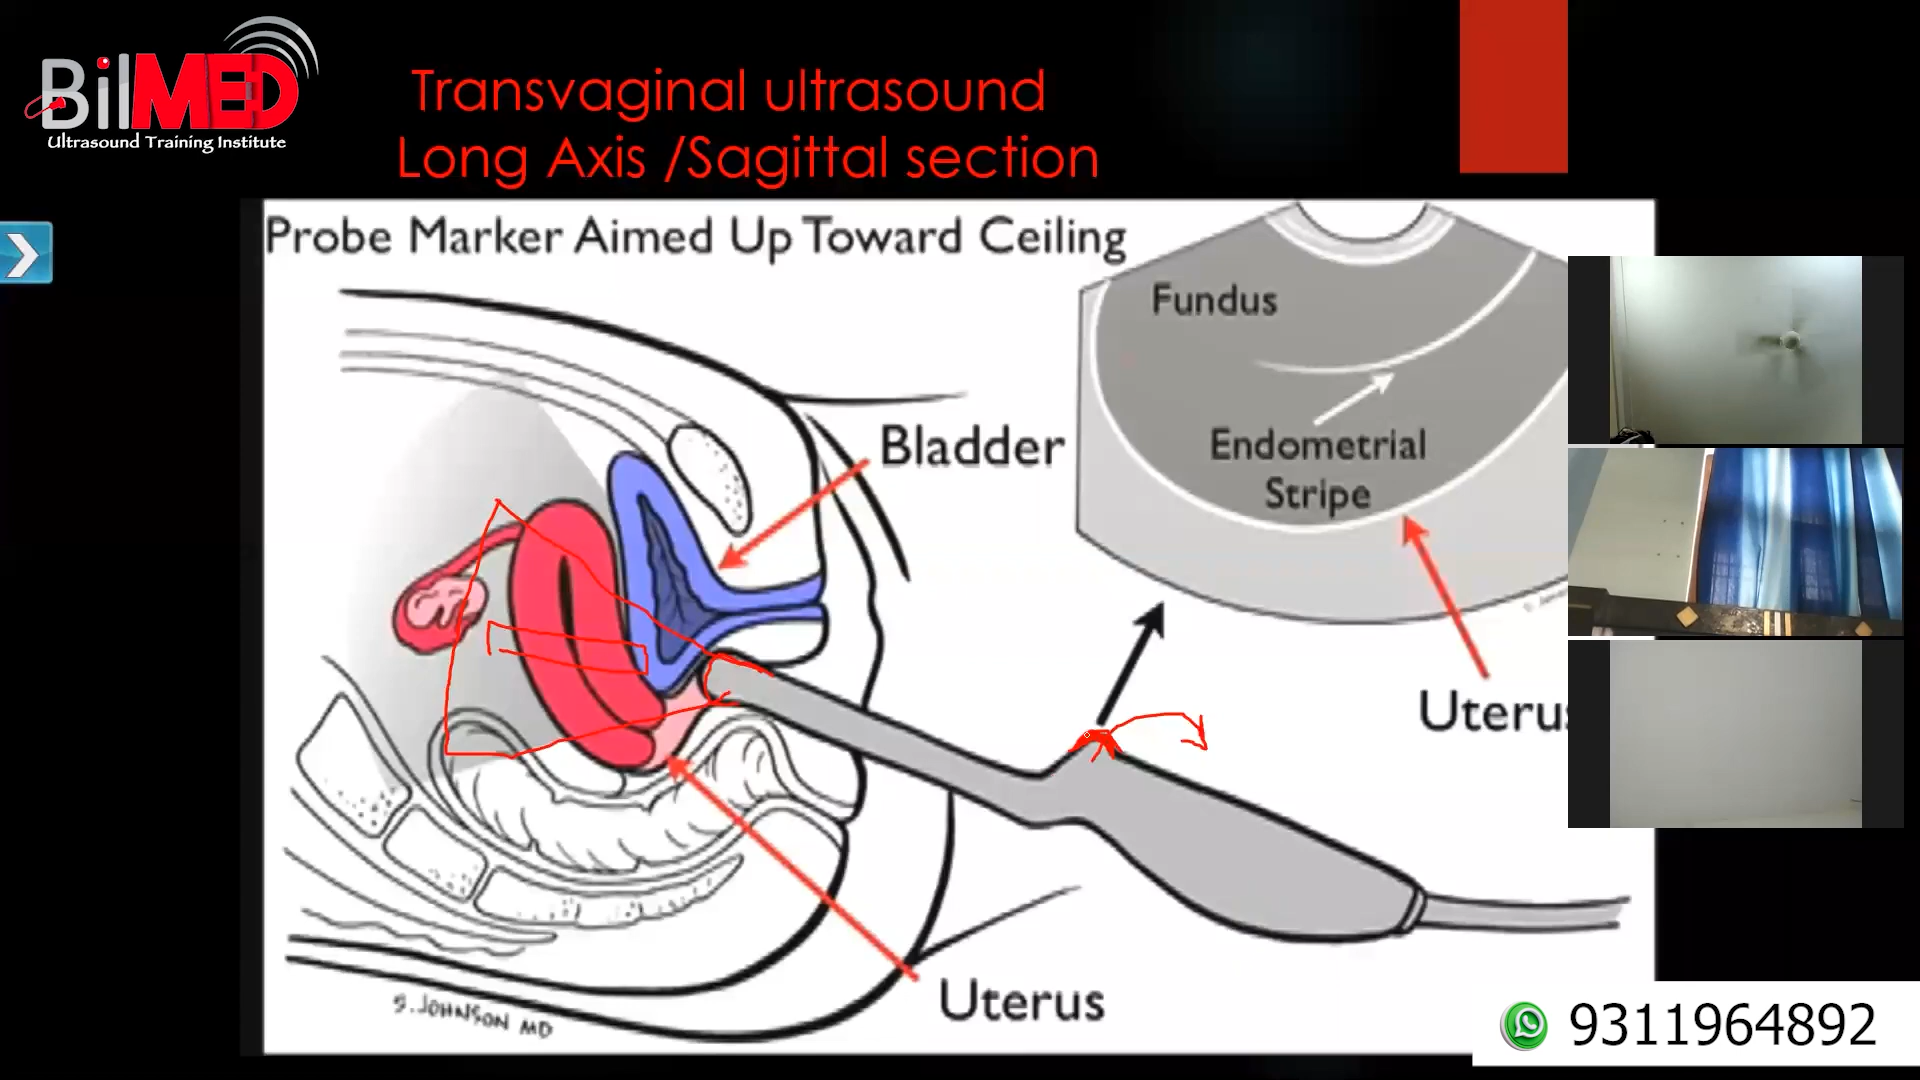 BilMED
Ultrasound Training Institute
Transvaginal ultrasound
Long Axis /Sagittal section
Probe Marker Aimed Up Toward Ceiling
Fundus
Endometrial
Stripe
Bladder
Uterus
Uterus
S. JOHNSON MD
9311964892